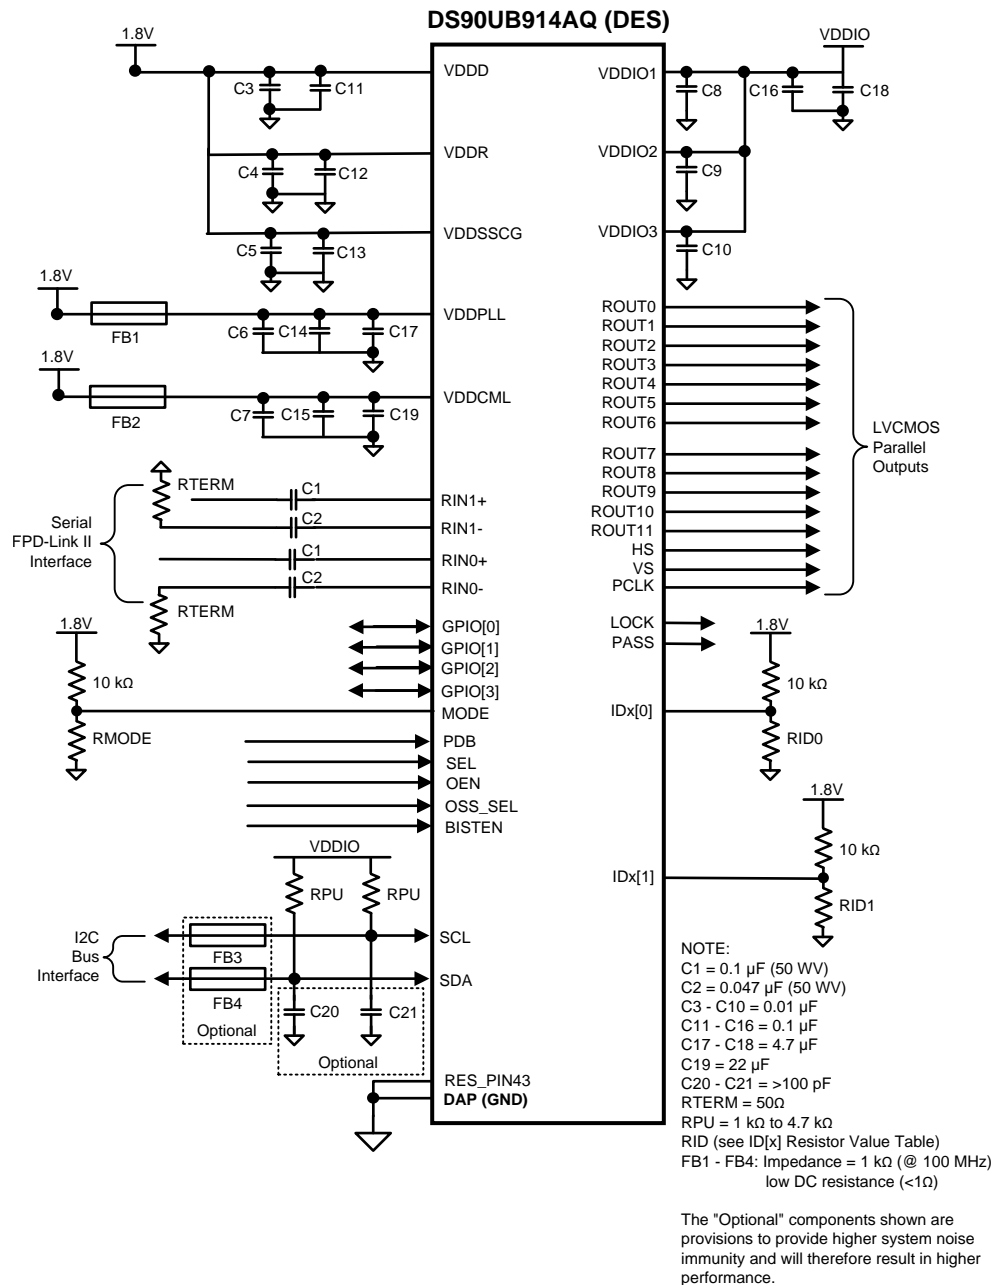 DS90UB914AQ (DES)
1.8V
VDDIO
VDDD
VDDIO1
C3
C11
C8
C16
C18
VDDR
VDDIO2
C4
C12
C9
VDDSSCG
VDDIO3
C5
C13
C10
1.8V
FB1
C6
C14
C17
VDDPLL
1.8V
FB2
C7
C15
C19
VDDCML
ROUT0
ROUT1
ROUT2
ROUT3
ROUT4
ROUT5
ROUT6
ROUT7
ROUT8
ROUT9
ROUT10
ROUT11
HS
VS
PCLK
LVCMOS
Parallel
Outputs
Serial
FPD-Link II
Interface
RTERM
C1
RIN1+
C2
RIN1-
C1
RIN0+
C2
RIN0-
RTERM
GPIO[0]
GPIO[1]
GPIO[2]
GPIO[3]
LOCK
PASS
1.8V
10 kΩ
RMODE
MODE
1.8V
10 kΩ
RID0
IDx[0]
PDB
SEL
OEN
OSS_SEL
BISTEN
1.8V
10 kΩ
RID1
IDx[1]
VDDIO
RPU
RPU
I2C
Bus
Interface
FB3
SCL
FB4
SDA
Optional
C20
C21
Optional
RES_PIN43
DAP (GND)
NOTE:
C1 = 0.1 µF (50 WV)
C2 = 0.047 µF (50 WV)
C3 - C10 = 0.01 µF
C11 - C16 = 0.1 µF
C17 - C18 = 4.7 µF
C19 = 22 µF
C20 - C21 = >100 pF
RTERM = 50Ω
RPU = 1 kΩ to 4.7 kΩ
RID (see ID[x] Resistor Value Table)
FB1 - FB4: Impedance = 1 kΩ (@ 100 MHz)
low DC resistance (<1Ω)
The "Optional" components shown are
provisions to provide higher system noise
immunity and will therefore result in higher
performance.